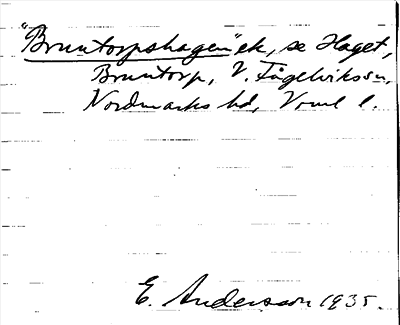 "Bruntorpshagen" ek, se Haget,
Bruntorp, V. Fågelvikssn,
Nordmarks hd, Vrml l.
E. Andersson 1935.